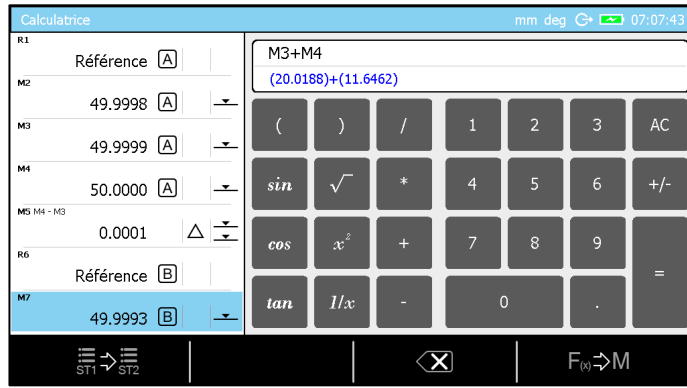 Calculatrice mm deg 07:07:43
R1
Référence A
M2
49.9998 A
M3
49.9999 A
M4
50.0000 A
M5 M4 - M3
0.0001
R6
Référence B
M7
49.9993 B
M3+M4
(20.0188)+(11.6462)
( ) / 1 2 3 AC
sin √ * 4 5 6 +/-
cos x² + 7 8 9
=
tan 1/x - 0 .
ST1 ST2 F(x) M